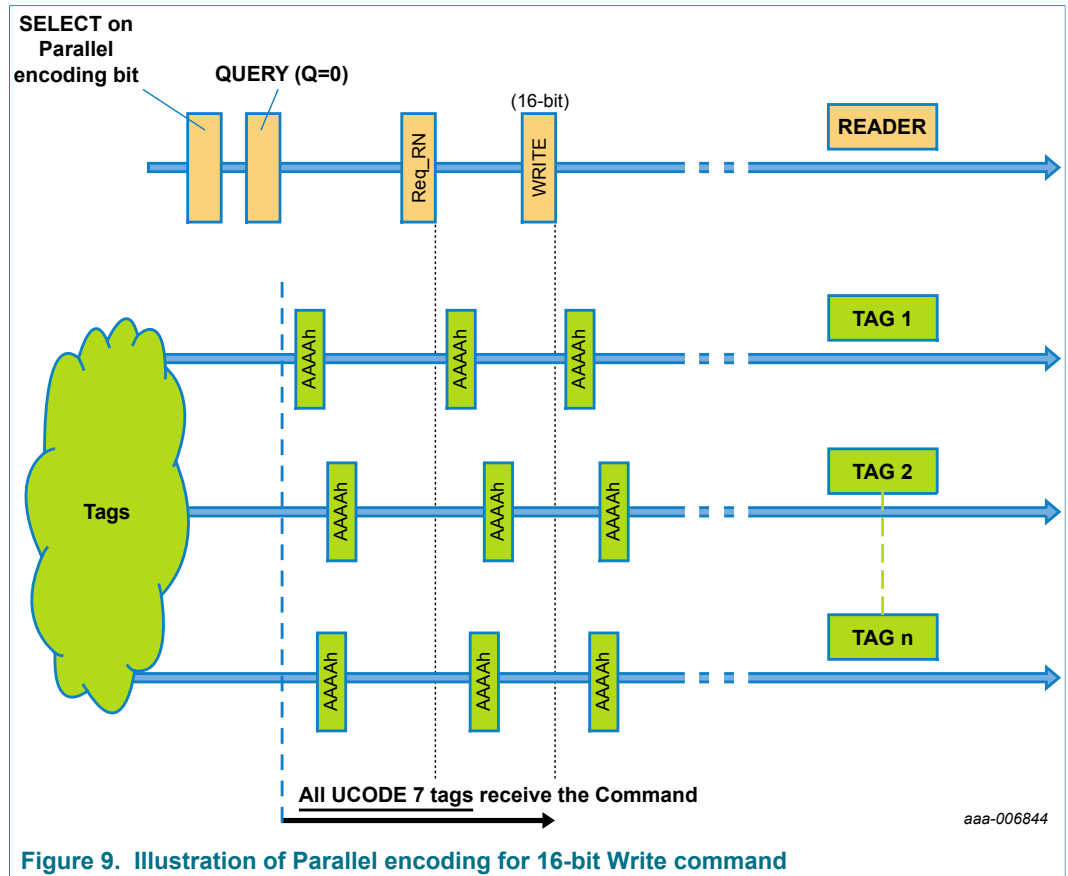 SELECT on
Parallel
encoding bit
QUERY (Q=0)
(16-bit)
READER
Req_RN
WRITE
TAG 1
AAAAh
AAAAh
AAAAh
TAG 2
AAAAh
AAAAh
AAAAh
Tags
TAG n
AAAAh
AAAAh
AAAAh
All UCODE 7 tags receive the Command
aaa-006844
Figure 9. Illustration of Parallel encoding for 16-bit Write command